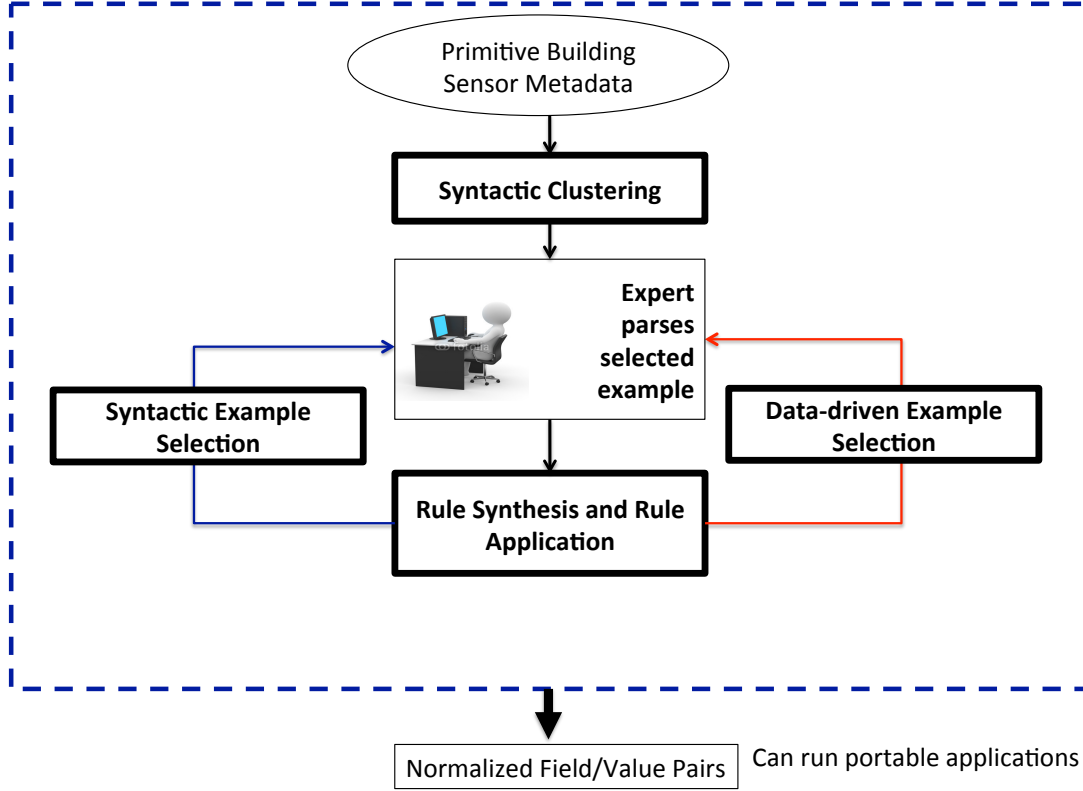 Primitive Building
Sensor Metadata
Syntactic Clustering
Expert
parses
selected
example
Syntactic Example
Selection
Data-driven Example
Selection
Rule Synthesis and Rule
Application
Normalized Field/Value Pairs
Can run portable applications